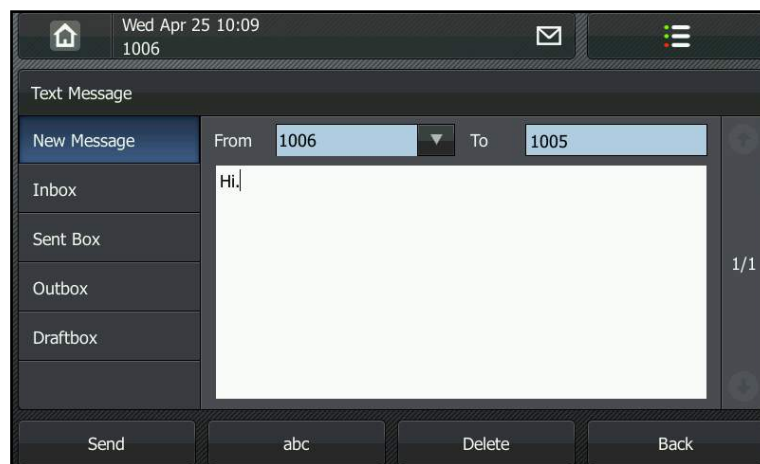 Wed Apr 25 10:09
1006
Text Message
New Message
From 1006 To 1005
Hi.
Inbox
Sent Box
1/1
Outbox
Draftbox
Send abc Delete Back